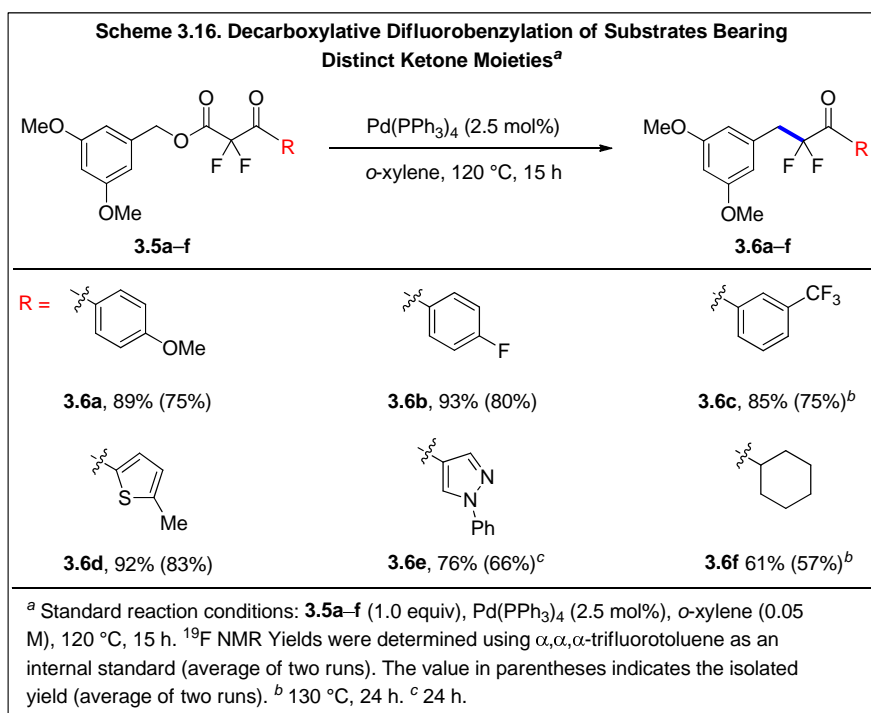 Scheme 3.16. Decarboxylative Difluorobenzylation of Substrates Bearing
Distinct Ketone Moieties^a
MeO
OMe
O
O
O
F
F
R
3.5a–f
Pd(PPh3)4 (2.5 mol%)
o-xylene, 120 °C, 15 h
MeO
OMe
O
F
F
R
3.6a–f
R =
OMe
3.6a, 89% (75%)
F
3.6b, 93% (80%)
CF3
3.6c, 85% (75%)^b
S
Me
3.6d, 92% (83%)
N
N
Ph
3.6e, 76% (66%)^c
3.6f 61% (57%)^b
^a Standard reaction conditions: 3.5a–f (1.0 equiv), Pd(PPh3)4 (2.5 mol%), o-xylene (0.05
M), 120 °C, 15 h. ^19F NMR Yields were determined using α,α,α-trifluorotoluene as an
internal standard (average of two runs). The value in parentheses indicates the isolated
yield (average of two runs). ^b 130 °C, 24 h. ^c 24 h.